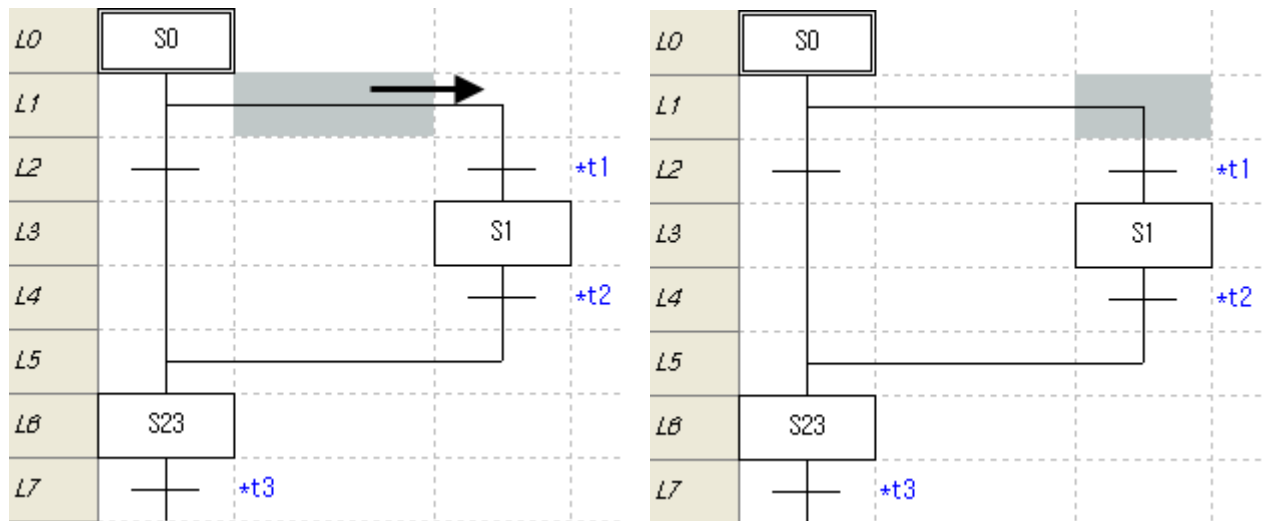 L0 S0
L1
L2 *t1
L3 S1
L4 *t2
L5
L6 S23
L7 *t3
L0 S0
L1
L2 *t1
L3 S1
L4 *t2
L5
L6 S23
L7 *t3